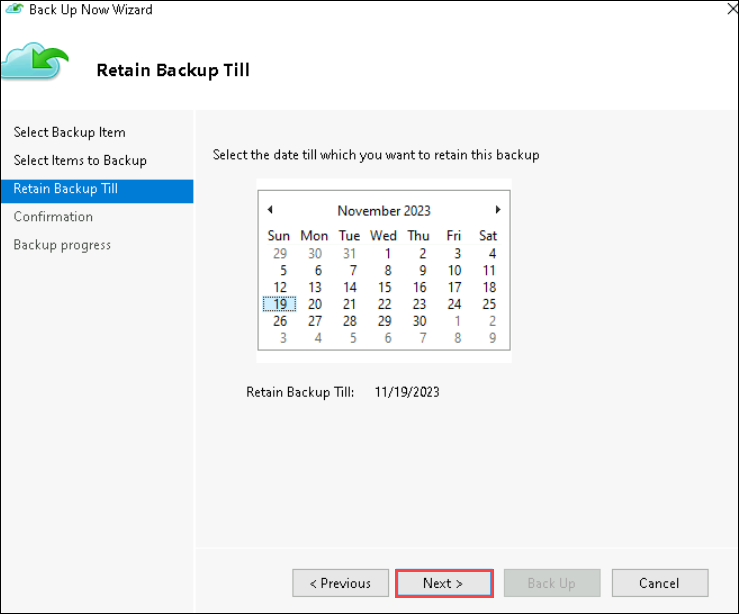 Back Up Now Wizard
Retain Backup Till
Select Backup Item
Select Items to Backup
Retain Backup Till
Confirmation
Backup progress
Select the date till which you want to retain this backup
November 2023
Sun Mon Tue Wed Thu Fri Sat
29 30 31 1 2 3 4
5 6 7 8 9 10 11
12 13 14 15 16 17 18
19 20 21 22 23 24 25
26 27 28 29 30 1 2
3 4 5 6 7 8 9
Retain Backup Till: 11/19/2023
< Previous Next > Back Up Cancel